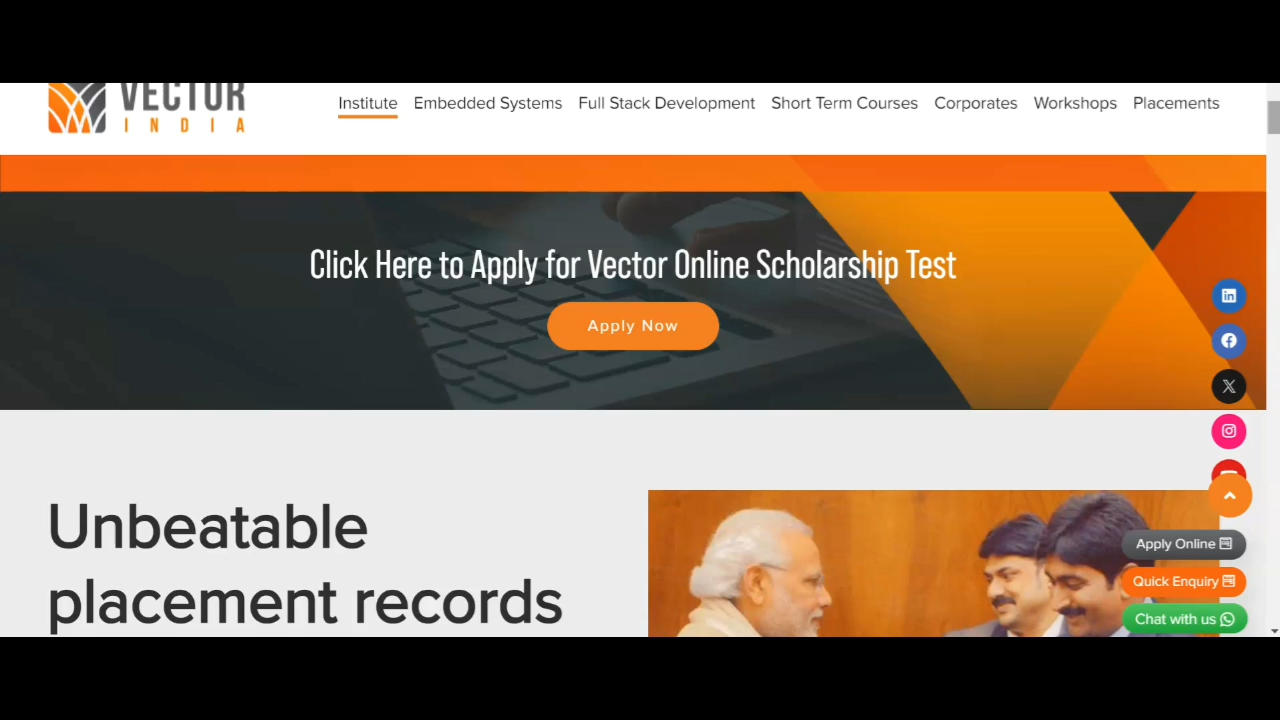 VECTOR
INDIA
Institute Embedded Systems Full Stack Development Short Term Courses Corporates Workshops Placements
Click Here to Apply for Vector Online Scholarship Test
Apply Now
Unbeatable
placement records
Apply Online
Quick Enquiry
Chat with us